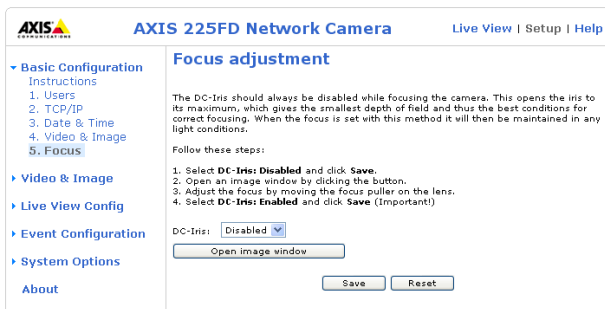 AXIS
COMMUNICATIONS
AXIS 225FD Network Camera
Live View | Setup | Help
Basic Configuration
Instructions
1. Users
2. TCP/IP
3. Date & Time
4. Video & Image
5. Focus
Video & Image
Live View Config
Event Configuration
System Options
About
Focus adjustment
The DC-Iris should always be disabled while focusing the camera. This opens the iris to
its maximum, which gives the smallest depth of field and thus the best conditions for
correct focusing. When the focus is set with this method it will then be maintained in any
light conditions.
Follow these steps:
1. Select DC-Iris: Disabled and click Save.
2. Open an image window by clicking the button.
3. Adjust the focus by moving the focus puller on the lens.
4. Select DC-Iris: Enabled and click Save (Important!)
DC-Iris: Disabled
Open image window
Save Reset